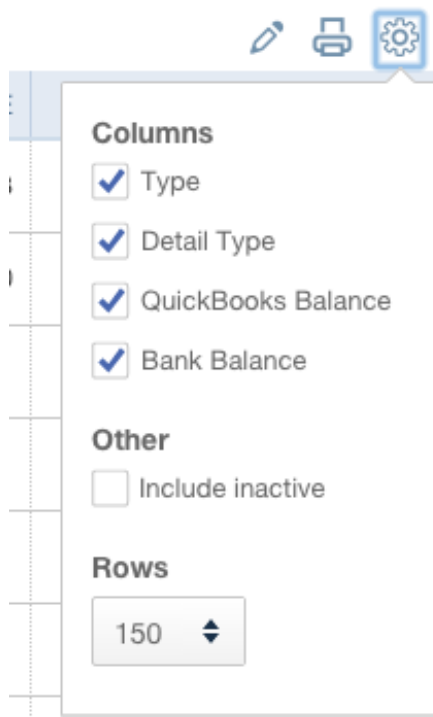 Columns
Type
Detail Type
QuickBooks Balance
Bank Balance
Other
Include inactive
Rows
150